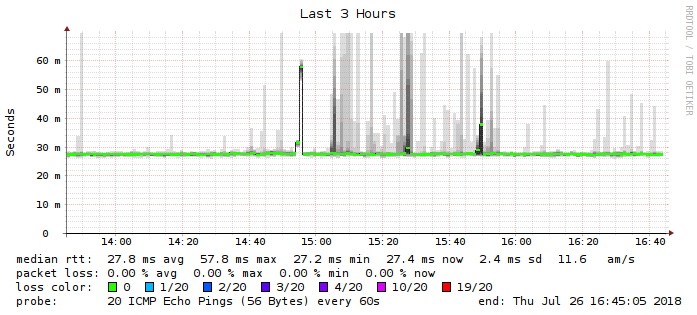 Last 3 Hours
RRDTOOL / TOBI OETIKER
Seconds
60 m
50 m
40 m
30 m
20 m
10 m
0
14:00 14:20 14:40 15:00 15:20 15:40 16:00 16:20 16:40
median rtt: 27.8 ms avg 57.8 ms max 27.2 ms min 27.4 ms now 2.4 ms sd 11.6 am/s
packet loss: 0.00 % avg 0.00 % max 0.00 % min 0.00 % now
loss color: 0 1/20 2/20 3/20 4/20 10/20 19/20
probe: 20 ICMP Echo Pings (56 Bytes) every 60s end: Thu Jul 26 16:45:05 2018